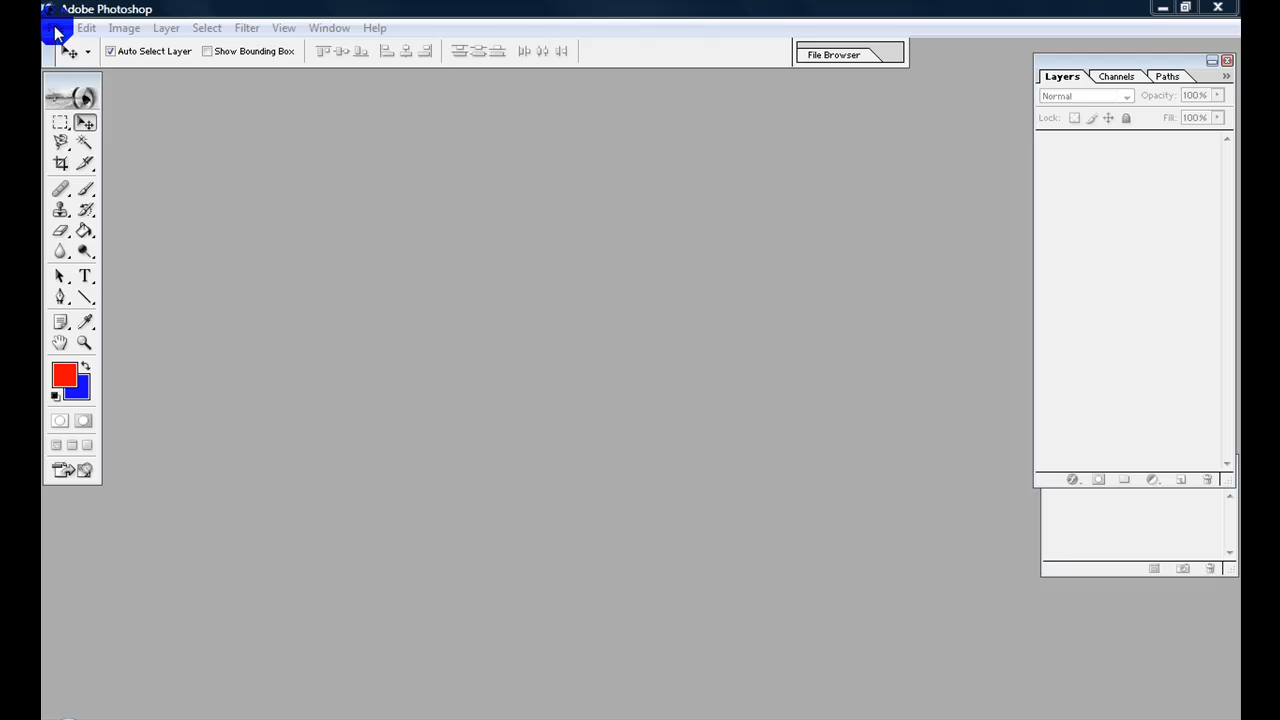 Adobe Photoshop
Edit Image Layer Select Filter View Window Help
Auto Select Layer Show Bounding Box File Browser
Layers Channels Paths »
Normal Opacity: 100%
Lock: Fill: 100%
T